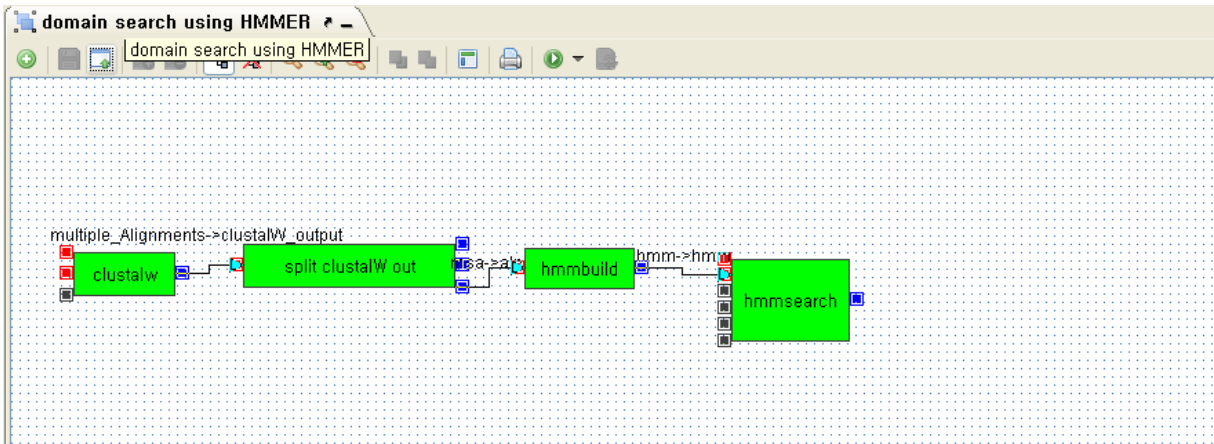 domain search using HMMER
domain search using HMMER
multiple_Alignments->clustalW_output
clustalw
split clustalW out
hmmbuild
hmm->hmm
hmmsearch